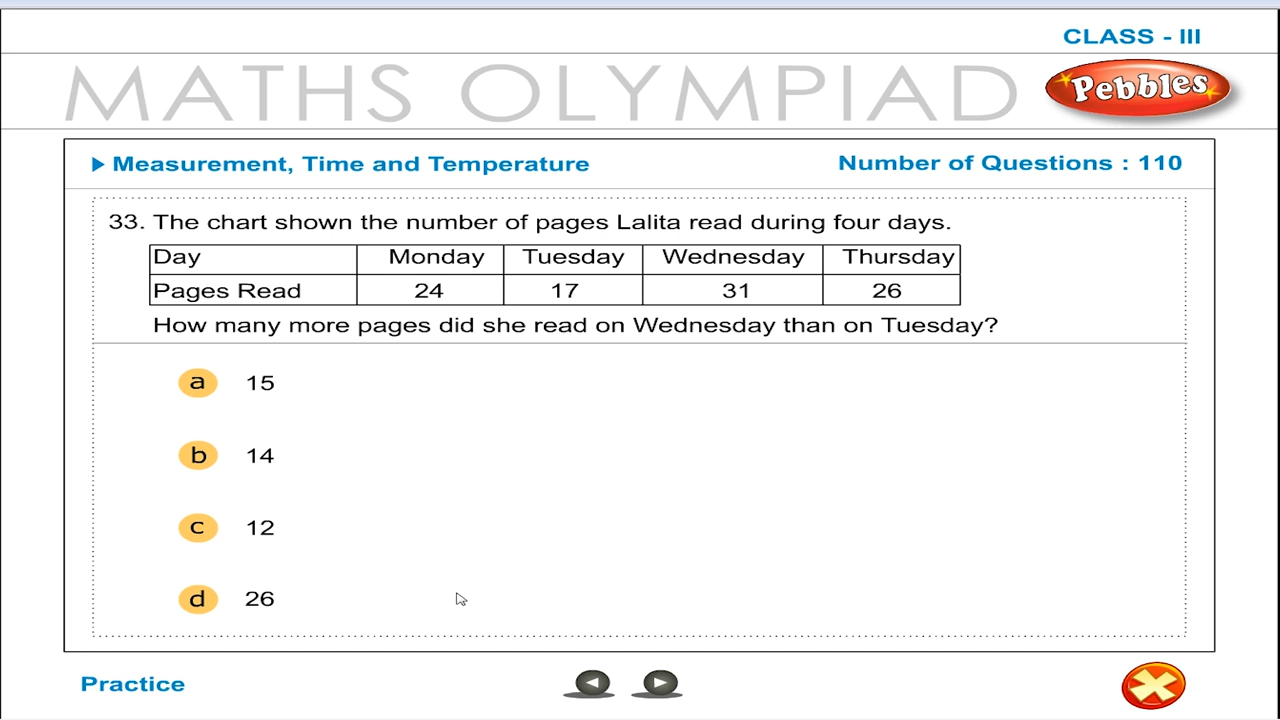 CLASS - III
MATHS OLYMPIAD
Pebbles
Measurement, Time and Temperature Number of Questions : 110
33. The chart shown the number of pages Lalita read during four days.
Day Monday Tuesday Wednesday Thursday
Pages Read 24 17 31 26
How many more pages did she read on Wednesday than on Tuesday?
a 15
b 14
c 12
d 26
Practice